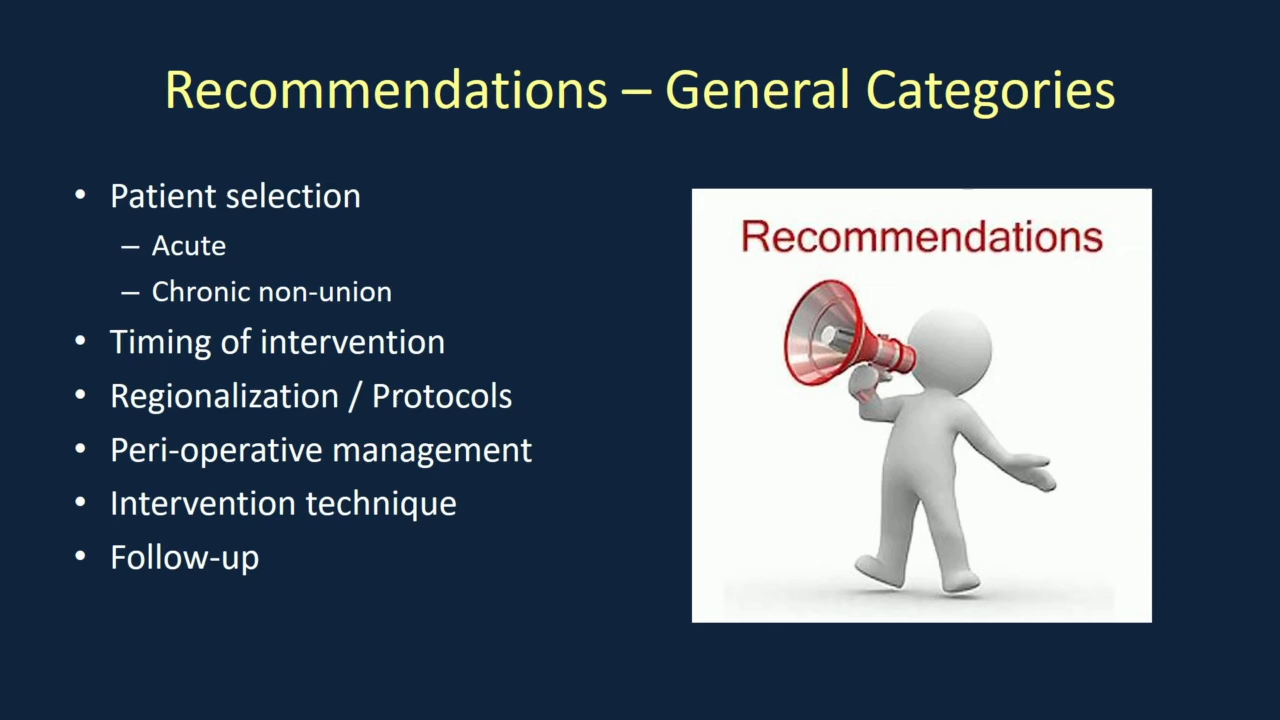 Recommendations – General Categories
• Patient selection
– Acute
– Chronic non-union
• Timing of intervention
• Regionalization / Protocols
• Peri-operative management
• Intervention technique
• Follow-up
Recommendations